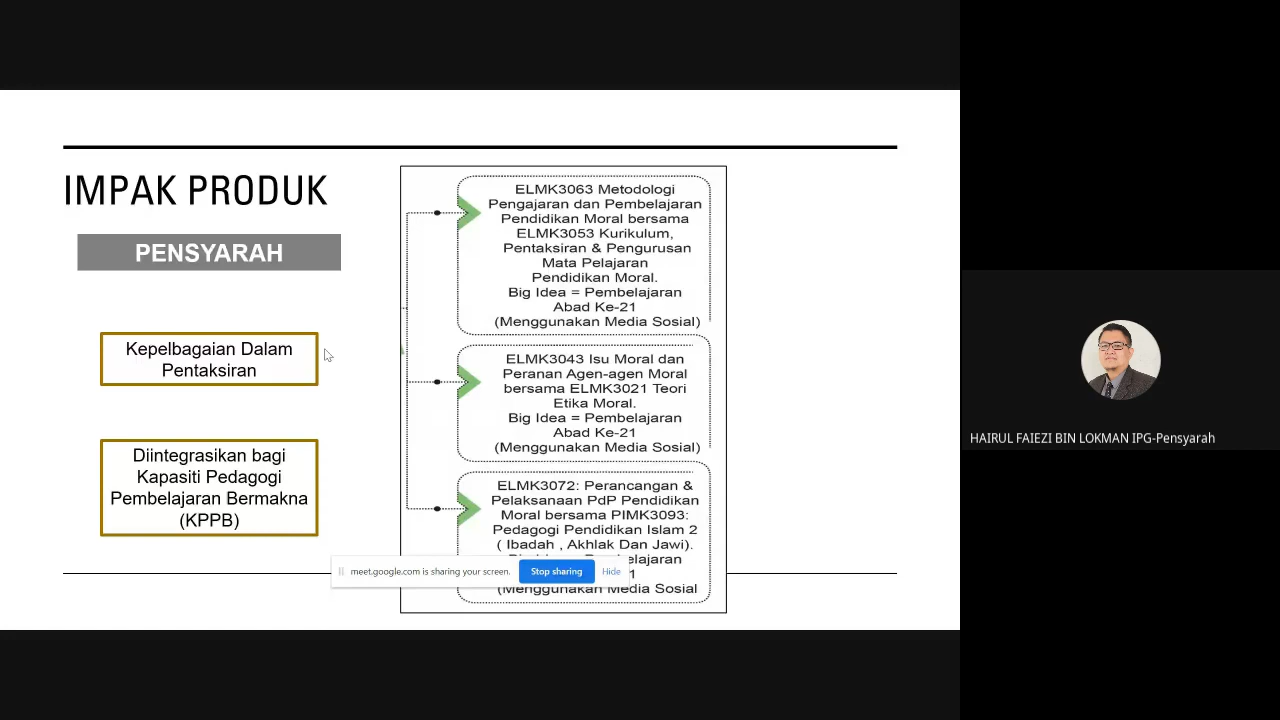 IMPAK PRODUK
PENSYARAH
Kepelbagaian Dalam
Pentaksiran
Diintegrasikan bagi
Kapasiti Pedagogi
Pembelajaran Bermakna
(KPPB)
ELMK3063 Metodologi
Pengajaran dan Pembelajaran
Pendidikan Moral bersama
ELMK3053 Kurikulum,
Pentaksiran & Pengurusan
Mata Pelajaran
Pendidikan Moral.
Big Idea = Pembelajaran
Abad Ke-21
(Menggunakan Media Sosial)
ELMK3043 Isu Moral dan
Peranan Agen-agen Moral
bersama ELMK3021 Teori
Etika Moral.
Big Idea = Pembelajaran
Abad Ke-21
(Menggunakan Media Sosial)
ELMK3072: Perancangan &
Pelaksanaan PdP Pendidikan
Moral bersama PIMK3093:
Pedagogi Pendidikan Islam 2
( Ibadah , Akhlak Dan Jawi).
(Menggunakan Media Sosial
meet.google.com is sharing your screen.
Stop sharing
Hide
HAIRUL FAIEZI BIN LOKMAN IPG-Pensyarah